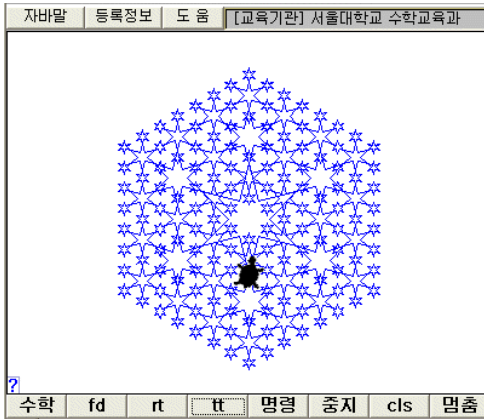 자바말 등록정보 도 움 [교육기관] 서울대학교 수학교육과
?
수학 fd rt tt 명령 중지 cls 멈춤